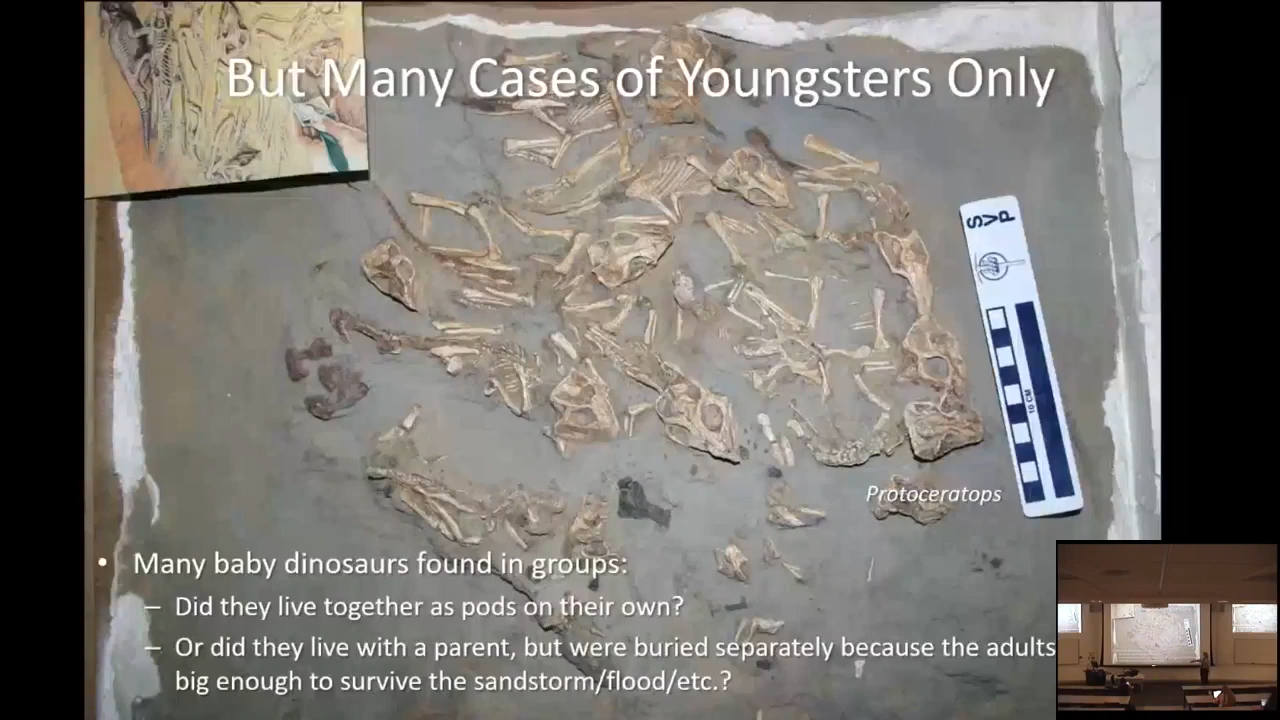 But Many Cases of Youngsters Only
SVP
10 CM
Protoceratops
• Many baby dinosaurs found in groups:
– Did they live together as pods on their own?
– Or did they live with a parent, but were buried separately because the adults
big enough to survive the sandstorm/flood/etc.?